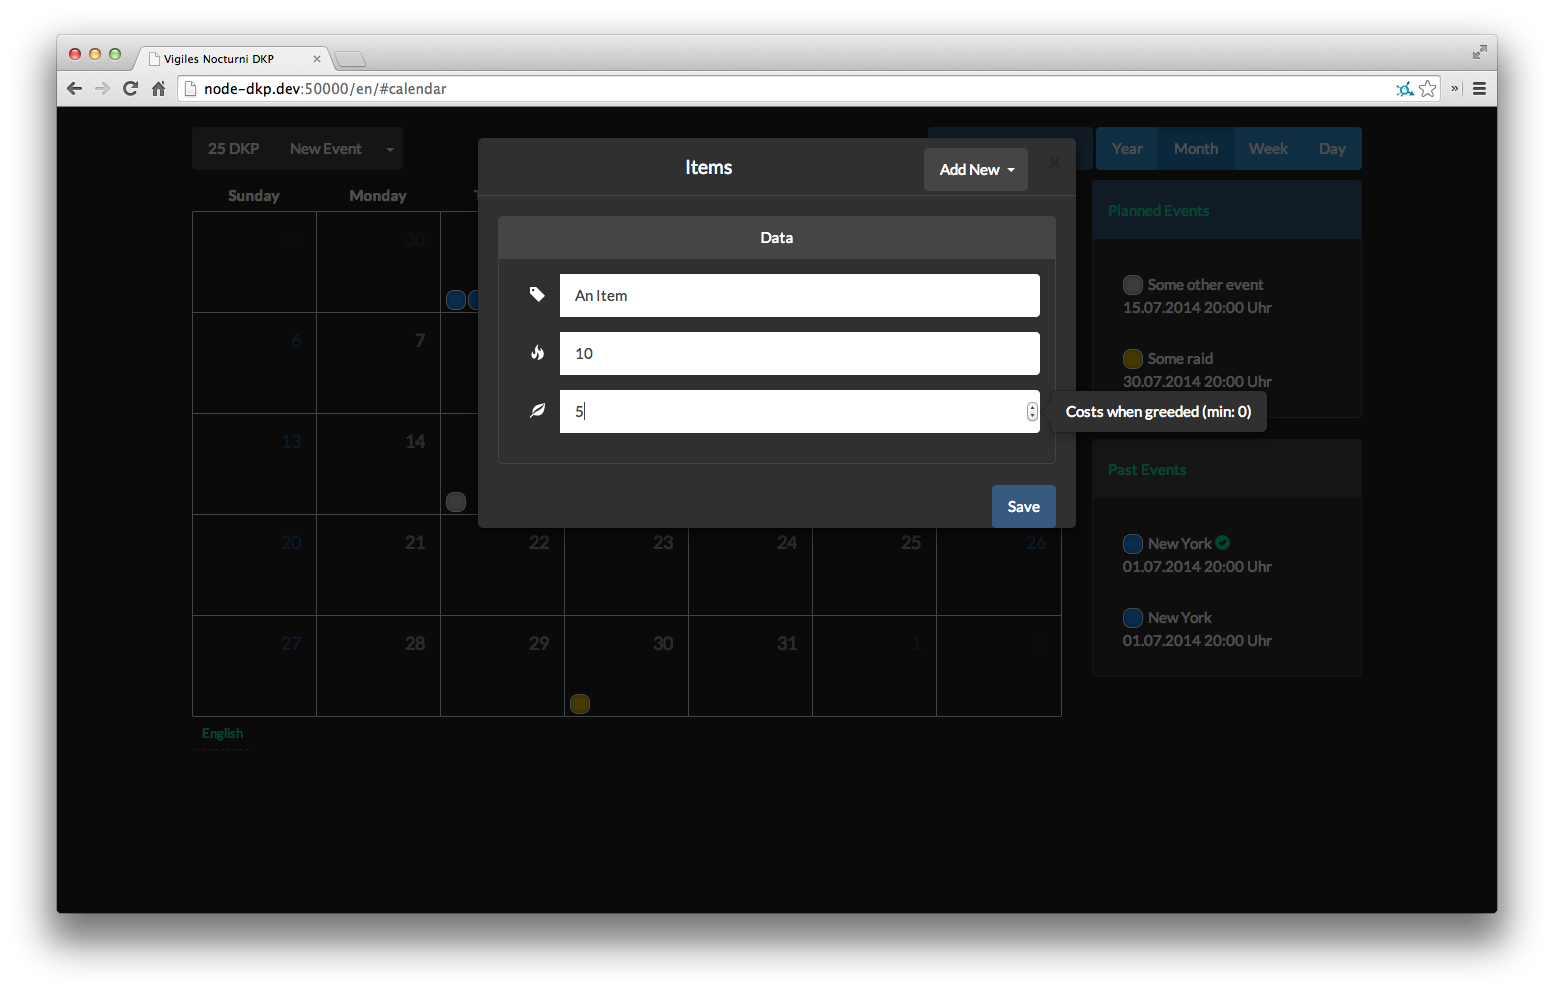 Vigiles Nocturni DKP
node-dkp.dev:50000/en/#calendar
25 DKP New Event
Items
Add New
Year Month Week Day
Sunday Monday
Planned Events
Data
30
Some other event
15.07.2014 20:00 Uhr
An Item
6 7
10
Some raid
30.07.2014 20:00 Uhr
5
Costs when greeded (min: 0)
13 14
Past Events
Save
20 21 22 23 24 25 26
New York
01.07.2014 20:00 Uhr
New York
01.07.2014 20:00 Uhr
27 28 29 30 31 1
English